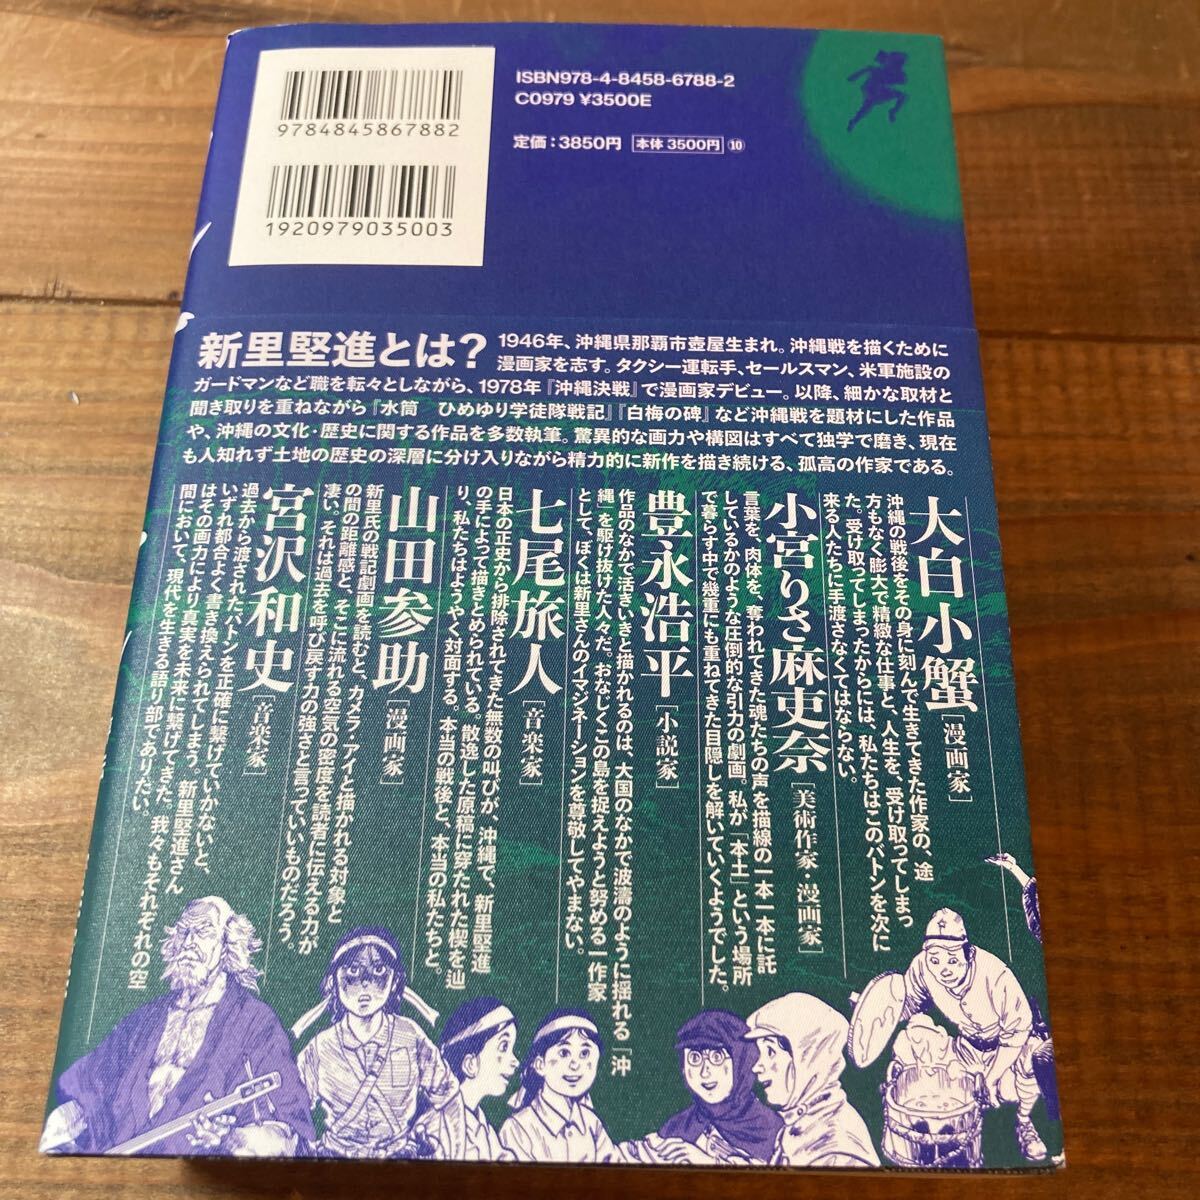 ISBN978-4-8458-6788-2
C0979 ¥3500E
定価：3850円 本体 3500円 ⑩
9784845867882
1920979035003
新里堅進とは？
1946年、沖縄県那覇市壺屋生まれ。沖縄戦を描くために
漫画家を志す。タクシー運転手、セールスマン、米軍施設の
ガードマンなど職を転々としながら、1978年『沖縄決戦』で漫画家デビュー。以降、細かな取材と
聞き取りを重ねながら『水筒　ひめゆり学徒隊戦記』『白梅の碑』など沖縄戦を題材にした作品
や、沖縄の文化・歴史に関する作品を多数執筆。驚異的な画力や構図はすべて独学で磨き、現在
も人知れず土地の歴史の深層に分け入りながら精力的に新作を描き続ける、孤高の作家である。
大白小蟹［漫画家］
沖縄の戦後をその身に刻んで生きてきた作家の、途
方もなく膨大で精緻な仕事と、人生を、受け取ってしまっ
た。受け取ってしまったからには、私たちはこのバトンを次に
来る人たちに手渡さなくてはならない。
小宮りさ麻吏奈［美術作家・漫画家］
言葉を、肉体を、奪われてきた魂たちの声を描線の一本一本に託
しているかのような圧倒的な引力の劇画。私が「本土」という場所
で暮らす中で幾重にも重ねてきた目隠しを解いていくようでした。
豊永浩平［小説家］
作品のなかで活きいきと描かれるのは、大国のなかで波濤のように揺れる「沖
縄」を駆け抜けた人々だ。おなじくこの島を捉えようと努める一作家
として、ぼくは新里さんのイマジネーションを尊敬してやまない。
七尾旅人［音楽家］
日本の正史から排除されてきた無数の叫びが、沖縄で、新里堅進
の手によって描きとめられている。散逸した原稿に穿たれた楔を辿
り、私たちはようやく対面する。本当の戦後と、本当の私たちと。
山田参助［漫画家］
新里氏の戦記劇画を読むと、カメラ・アイと描かれる対象と
の間の距離感と、そこに流れる空気の密度を読者に伝える力が
凄い。それは過去を呼び戻す力の強さと言っていいものだろう。
宮沢和史［音楽家］
過去から渡されたバトンを正確に繋げていかないと、
いずれ都合よく書き換えられてしまう。新里堅進さん
はその画力により真実を未来に繋げてきた。我々もそれぞれの空
間において、現代を生きる語り部でありたい。